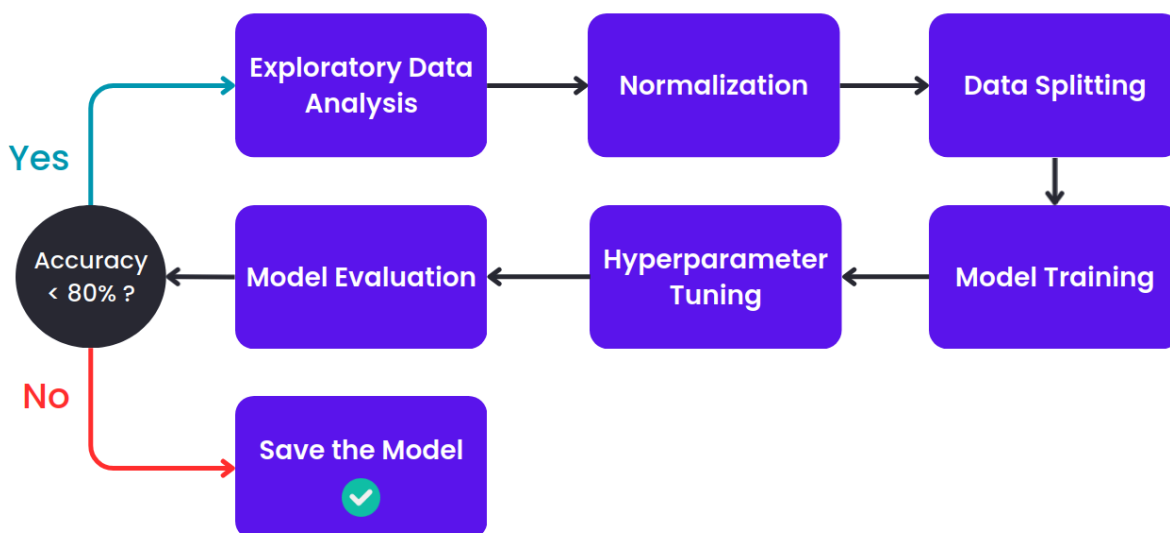 Exploratory Data
Analysis
Normalization
Data Splitting
Yes
Accuracy
< 80% ?
Model Evaluation
Hyperparameter
Tuning
Model Training
No
Save the Model